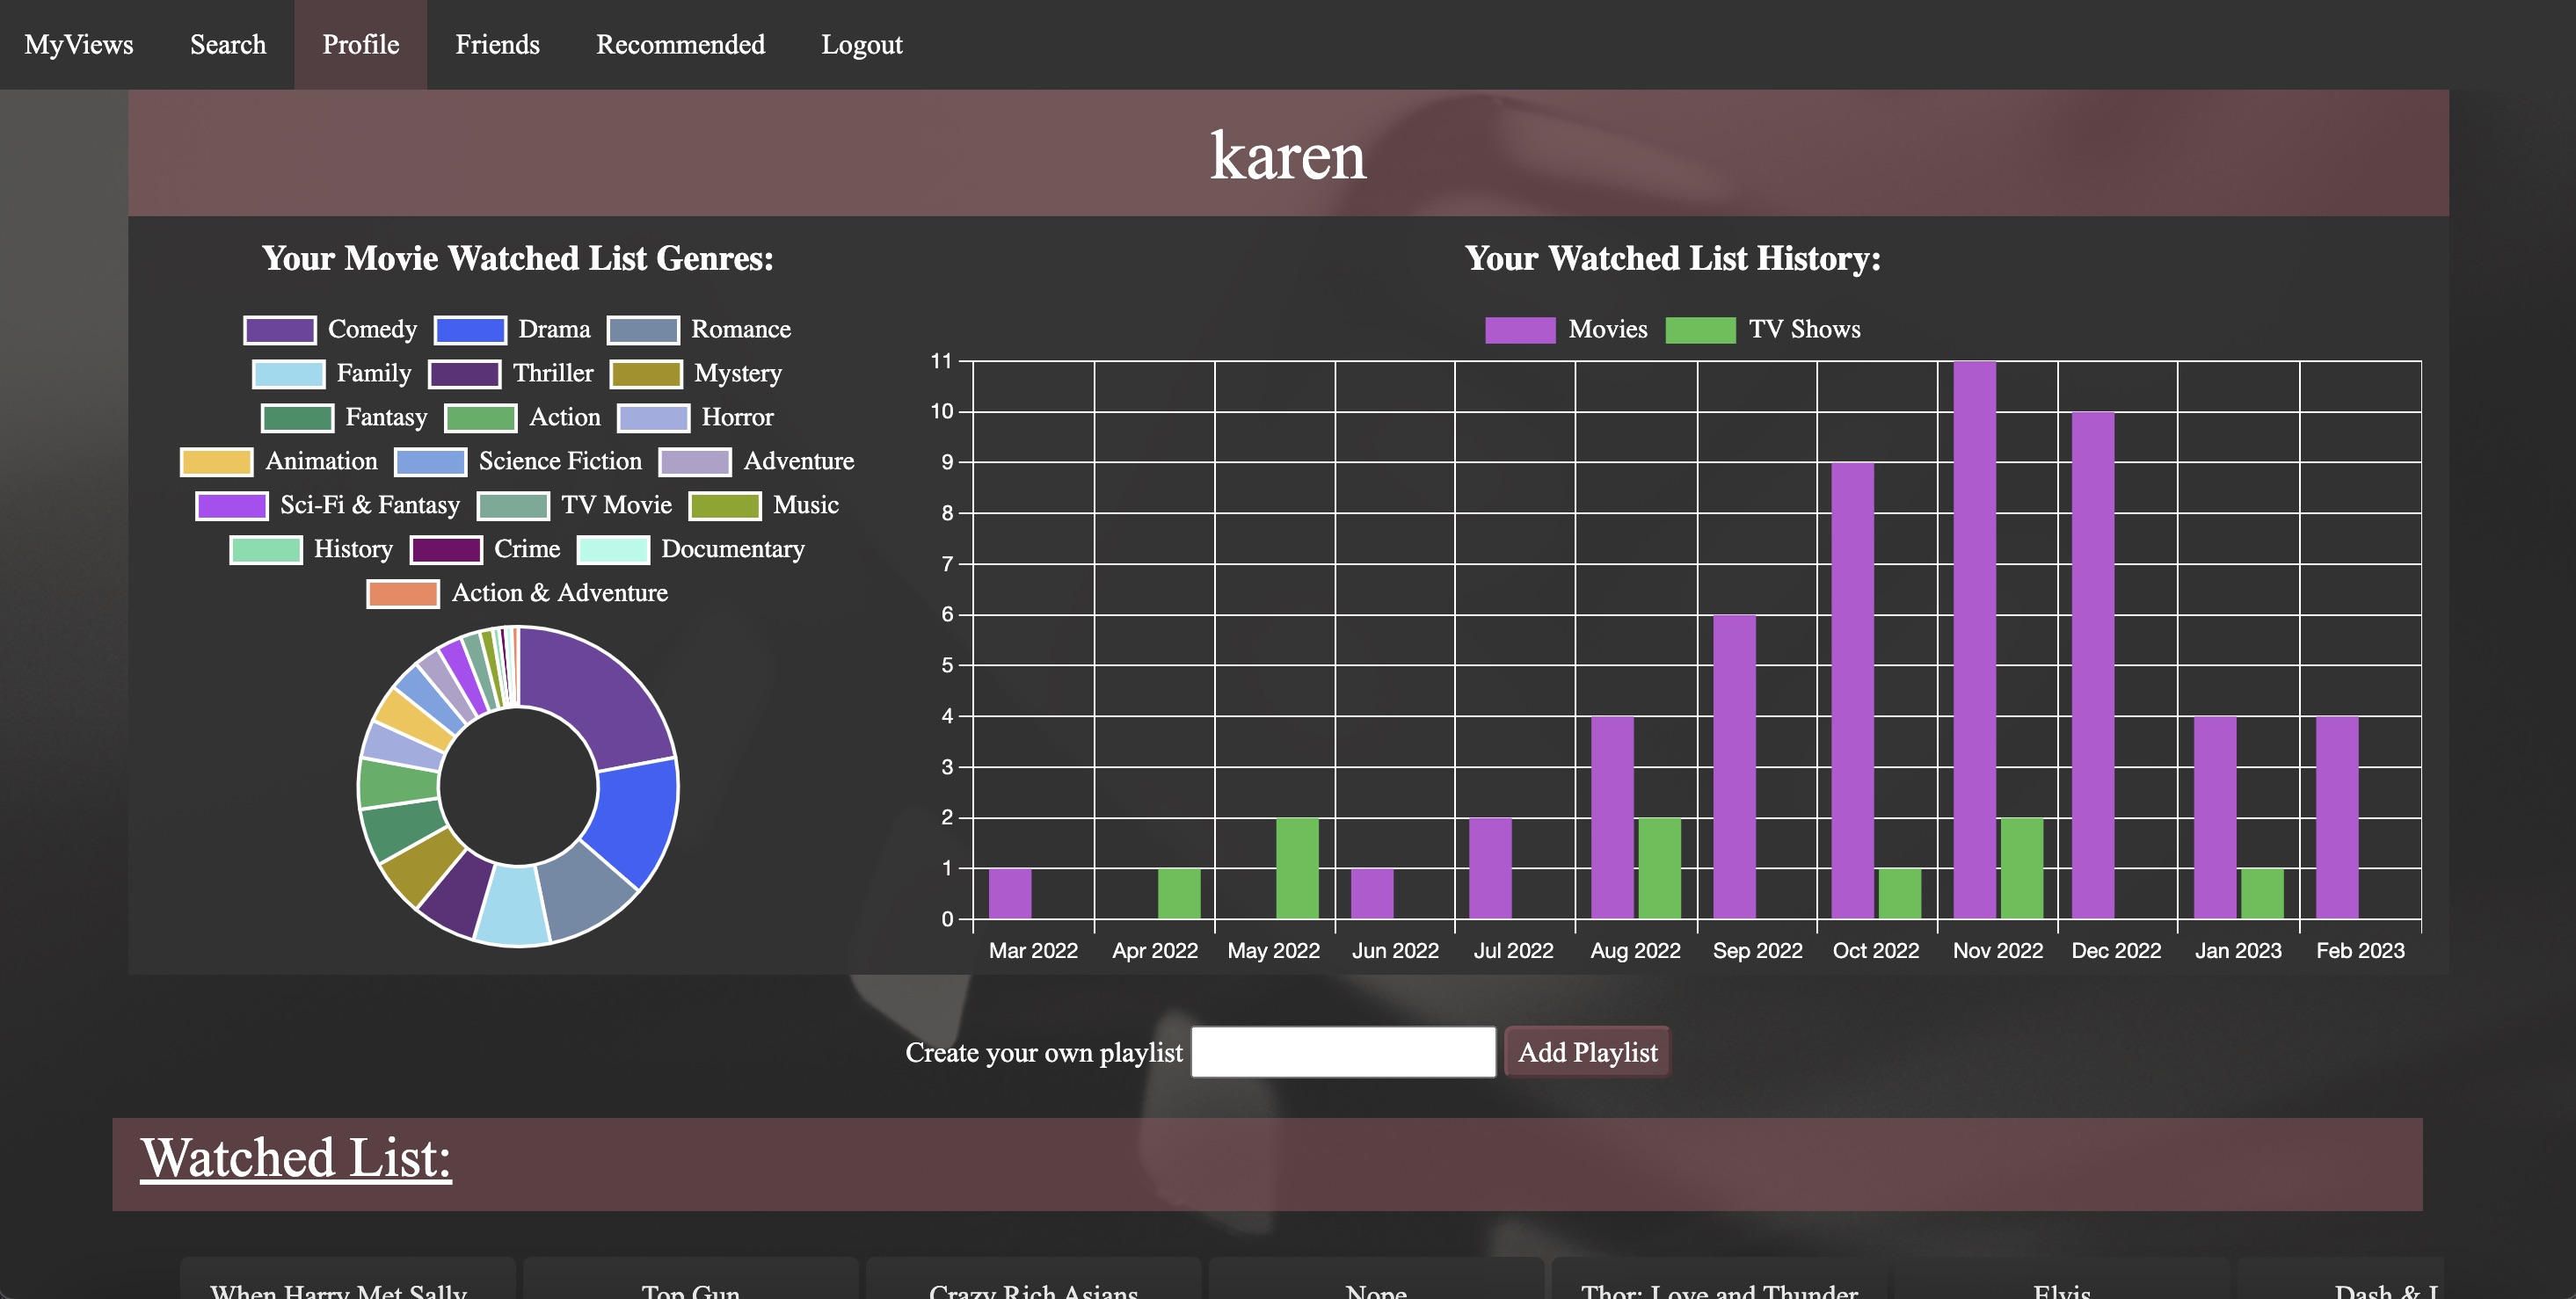 MyViews Search Profile Friends Recommended Logout
karen
Your Movie Watched List Genres:
Comedy Drama Romance
Family Thriller Mystery
Fantasy Action Horror
Animation Science Fiction Adventure
Sci-Fi & Fantasy TV Movie Music
History Crime Documentary
Action & Adventure
Your Watched List History:
Movies TV Shows
11
10
9
8
7
6
5
4
3
2
1
0
Mar 2022 Apr 2022 May 2022 Jun 2022 Jul 2022 Aug 2022 Sep 2022 Oct 2022 Nov 2022 Dec 2022 Jan 2023 Feb 2023
Create your own playlist Add Playlist
Watched List:
When Harry Met Sally Top Gun Crazy Rich Asians Nope Thor: Love and Thunder Elvis Dash &